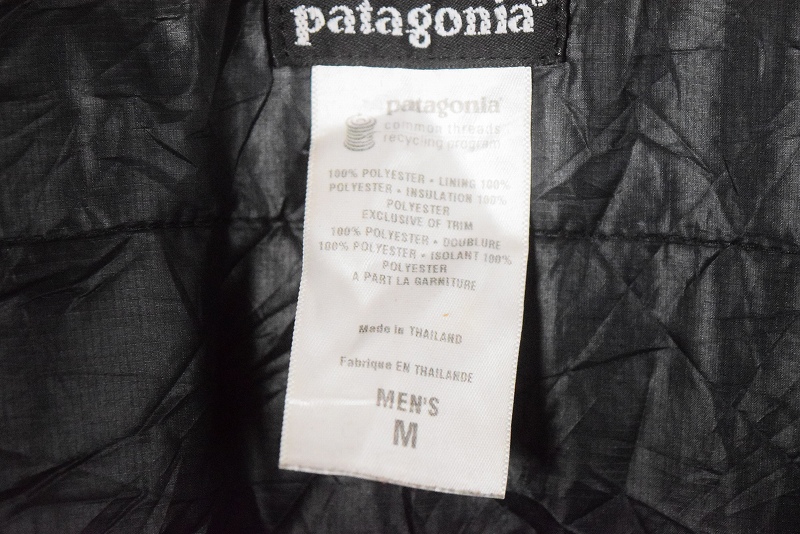 patagonia®
patagonia®
common threads
recycling program
100% POLYESTER • LINING 100%
POLYESTER • INSULATION 100%
POLYESTER
EXCLUSIVE OF TRIM
100% POLYESTER • DOUBLURE
100% POLYESTER • ISOLANT 100%
POLYESTER
A PART LA GARNITURE
Made in THAILAND
Fabrique EN THAILANDE
MEN'S
M